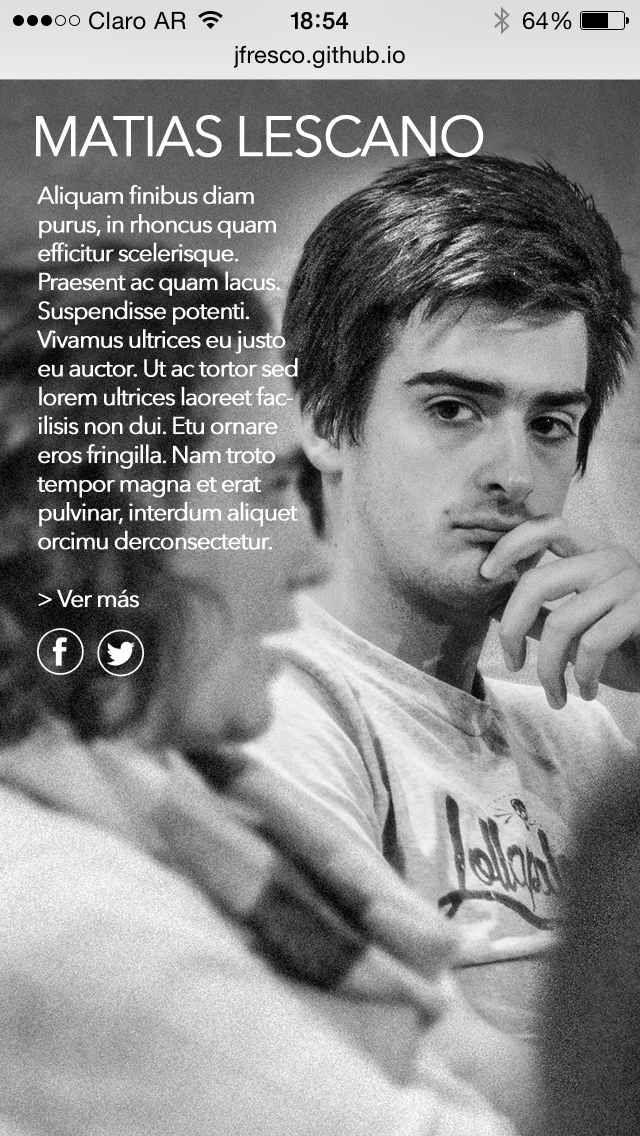 Claro AR 18:54 64%
jfresco.github.io
MATIAS LESCANO
Aliquam finibus diam
purus, in rhoncus quam
efficitur scelerisque.
Praesent ac quam lacus.
Suspendisse potenti.
Vivamus ultrices eu justo
eu auctor. Ut ac tortor sed
lorem ultrices laoreet fac-
ilisis non dui. Etu ornare
eros fringilla. Nam troto
tempor magna et erat
pulvinar, interdum aliquet
orcimu derconsectetur.
> Ver más